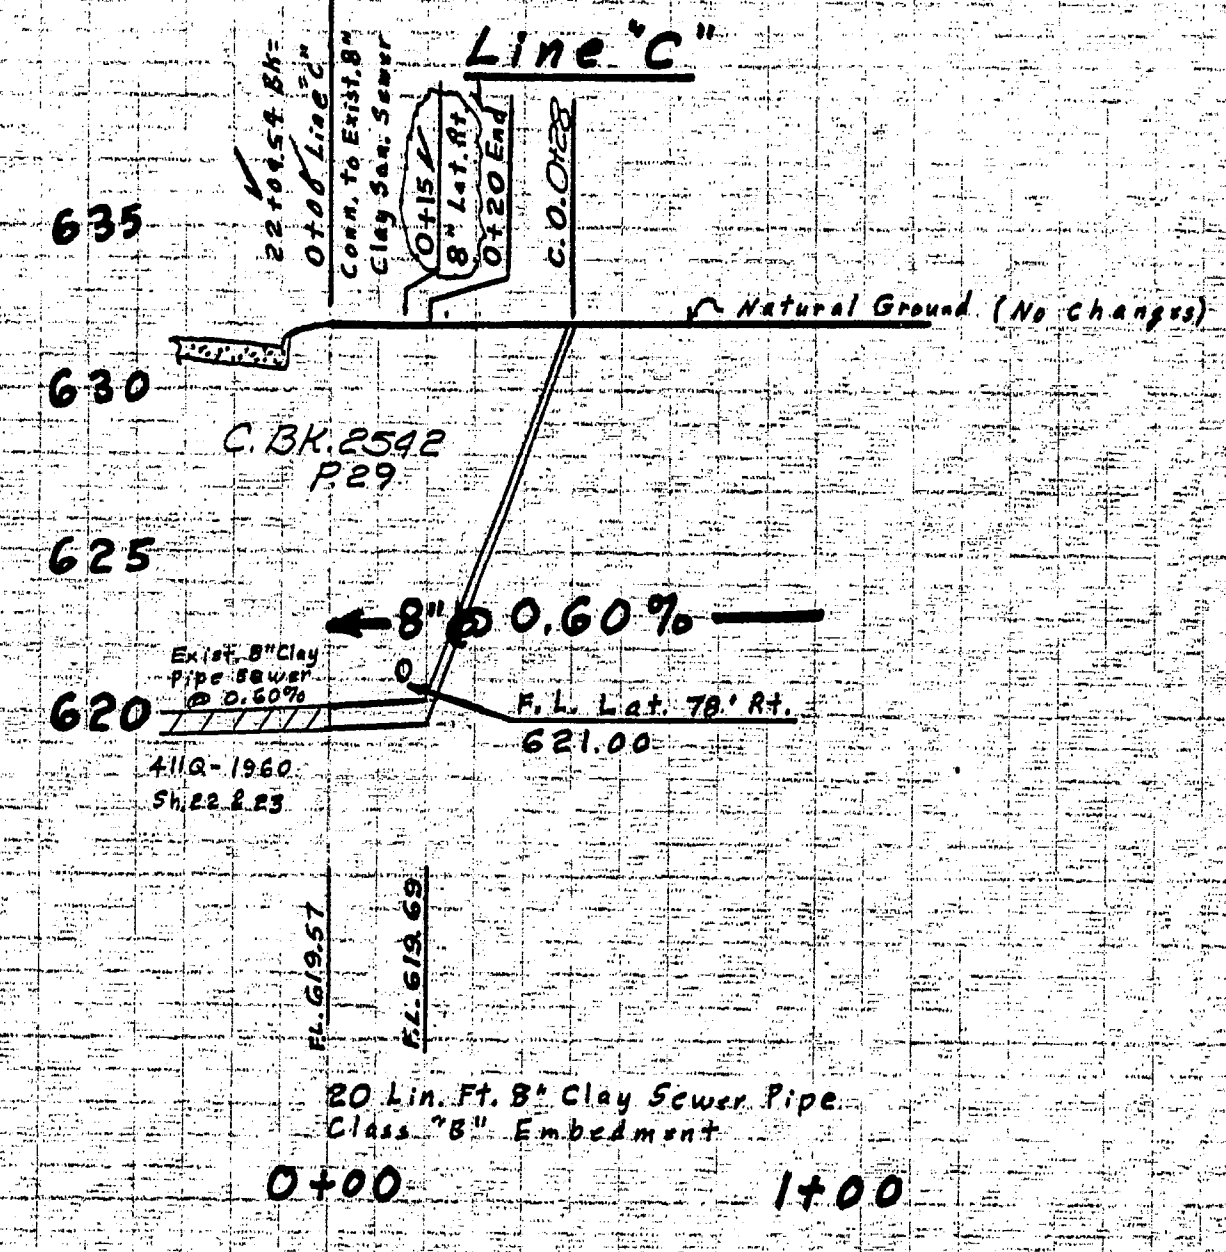 Line "C"
22+09.54 BK=
0+00 Line "C"
Conn. to Exist. 8"
Clay San. Sewer
0+15
8" Lat. Rt.
0+20 End
C.O. 0+28
635
Natural Ground (No Changes)
630
C. BK. 2542
P. 29
625
8" @ 0.60%
Exist. 8" Clay
Pipe Sewer
@ 0.60%
620
F.L. Lat. 78' Rt.
621.00
411Q-1960
Sh. 22 & 23
F.L. 619.57
F.L. 619.69
20 Lin. Ft. 8" Clay Sewer Pipe
Class "B" Embedment
0+00
1+00